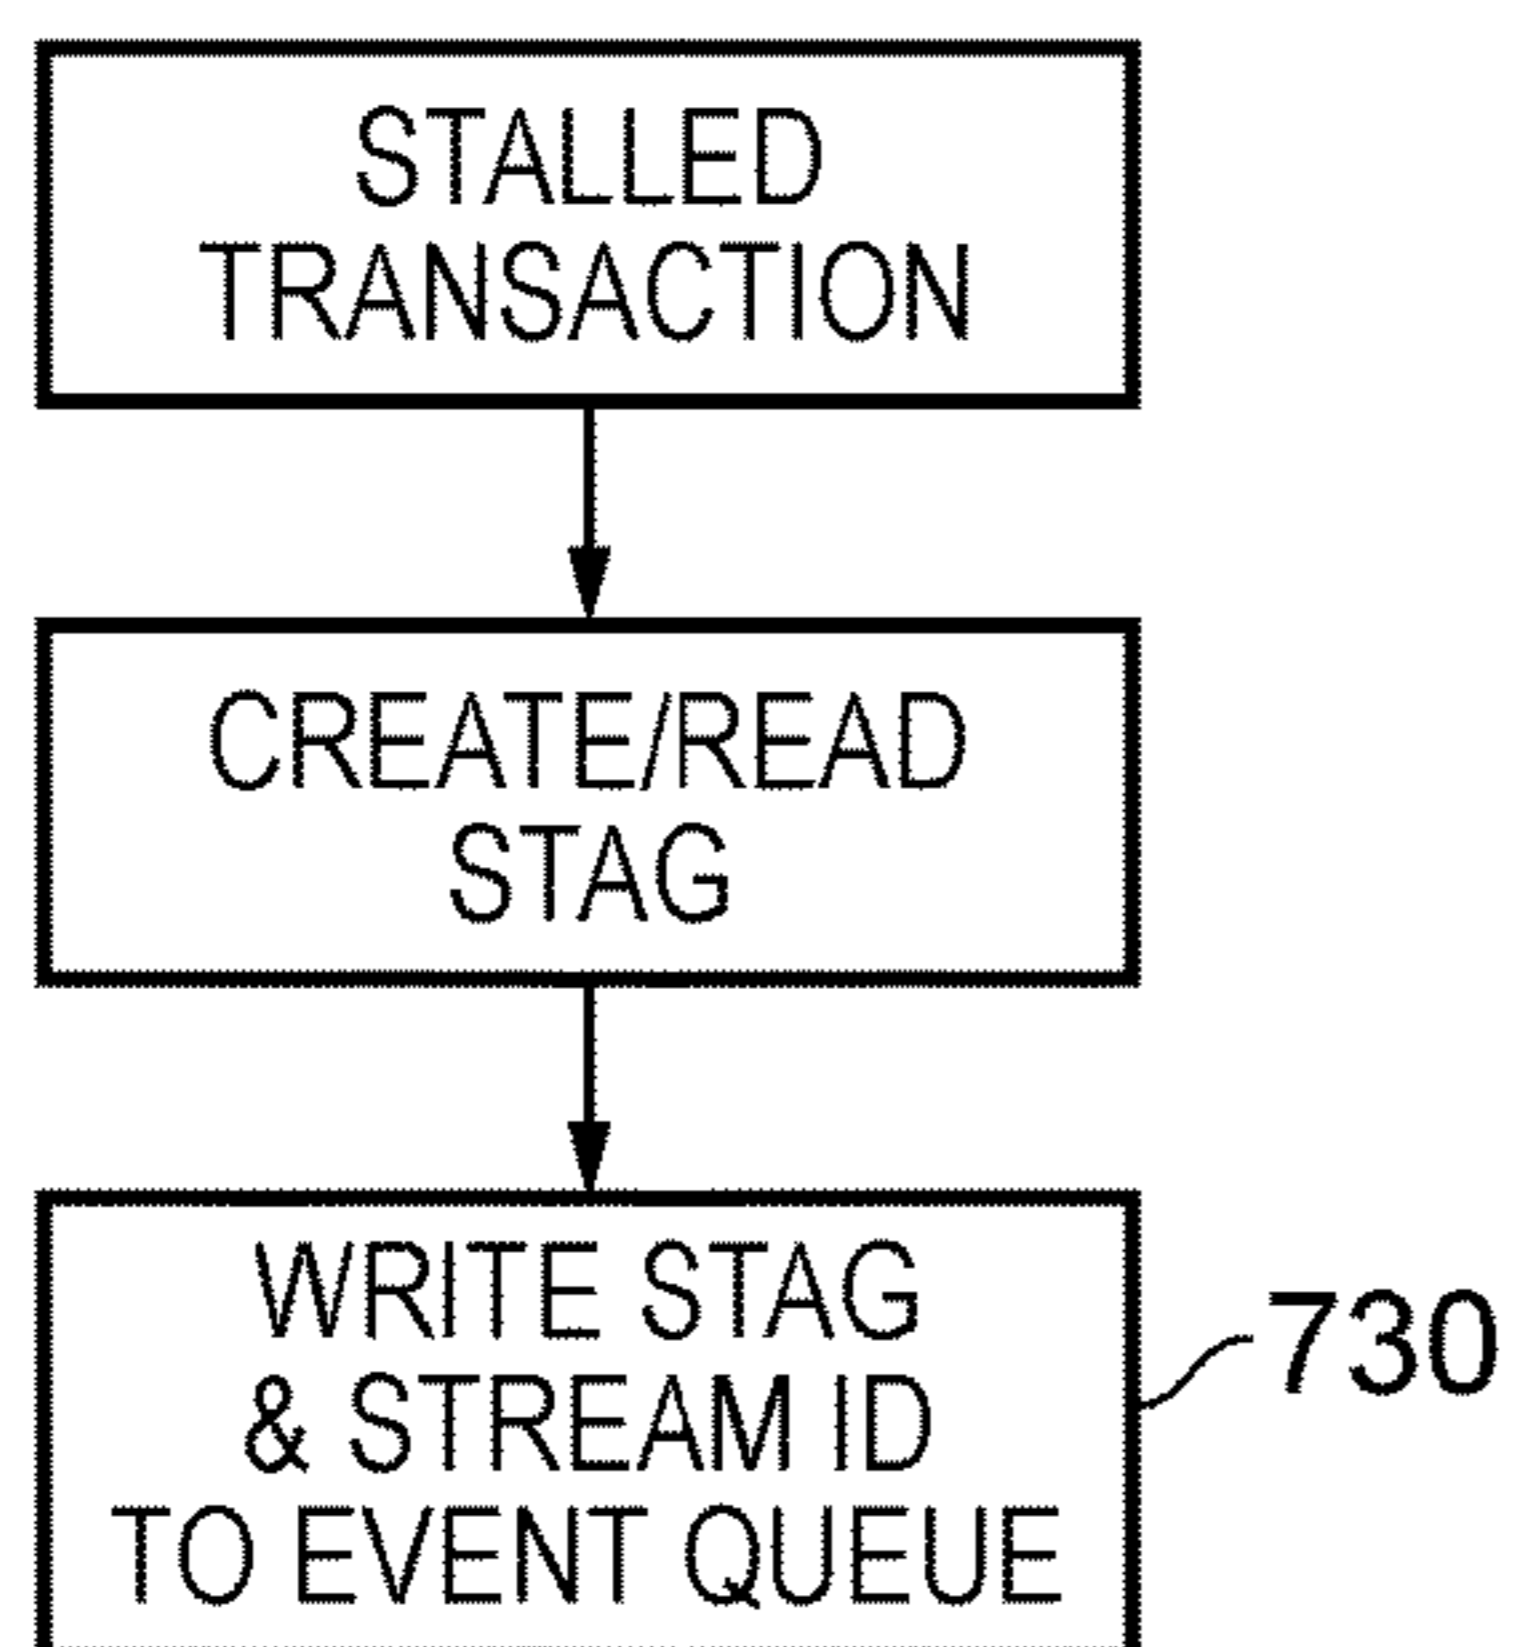 STALLED
TRANSACTION
CREATE/READ
STAG
WRITE STAG
& STREAM ID
TO EVENT QUEUE
730